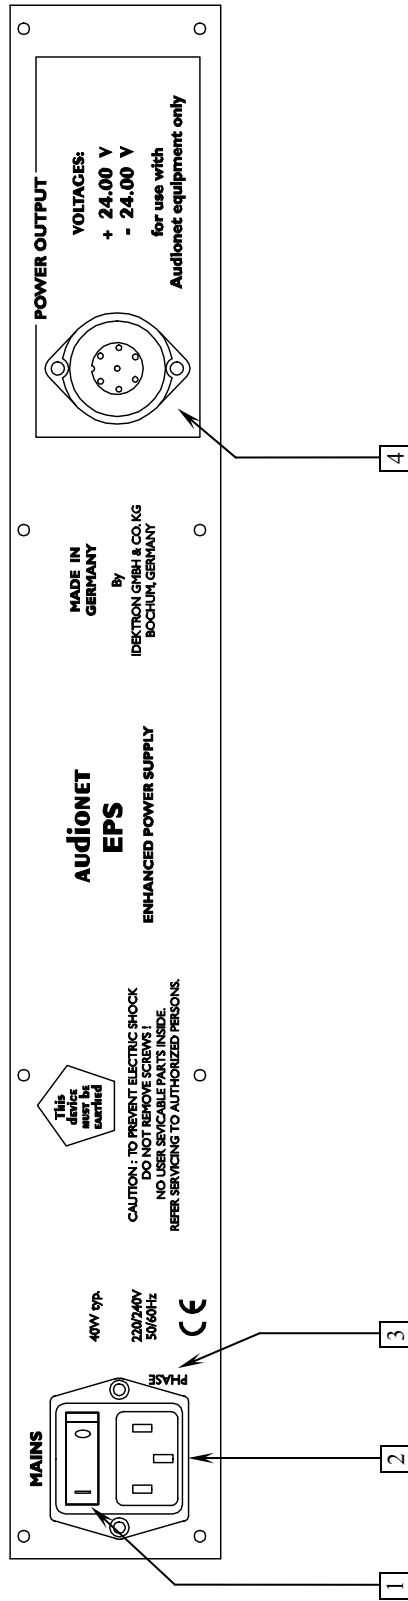 MAINS
PHASE
40W typ.
220/240V
50/60Hz
CE
This
device
must be
earthed
CAUTION : TO PREVENT ELECTRIC SHOCK
DO NOT REMOVE SCREWS !
NO USER SEVICABLE PARTS INSIDE.
REFER SERVICING TO AUTHORIZED PERSONS.
AUdIONET
EPS
ENHANCED POWER SUPPLY
MADE IN
GERMANY
By
IDEKTRON GMBH & CO. KG
BOCHUM, GERMANY
POWER OUTPUT
VOLTAGES:
+ 24.00 V
- 24.00 V
for use with
Audionet equipment only
1
2
3
4